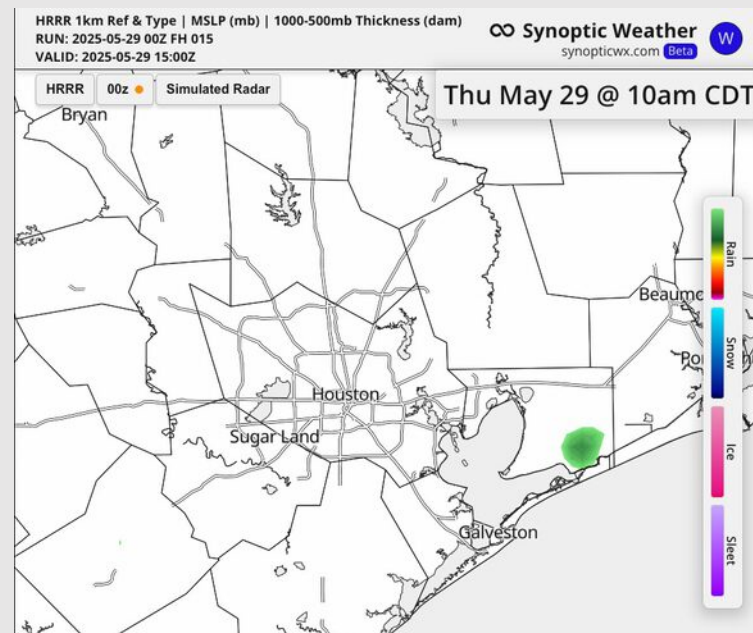 HRRR 1km Ref & Type | MSLP (mb) | 1000-500mb Thickness (dam)
RUN: 2025-05-29 00Z FH 015
VALID: 2025-05-29 15:00Z
Synoptic Weather
synopticwx.com Beta
W
HRRR
00z
Simulated Radar
Thu May 29 @ 10am CDT
Bryan
Rain
Beaumo
Snow
Po
Houston
Sugar Land
Ice
Galveston
Sleet